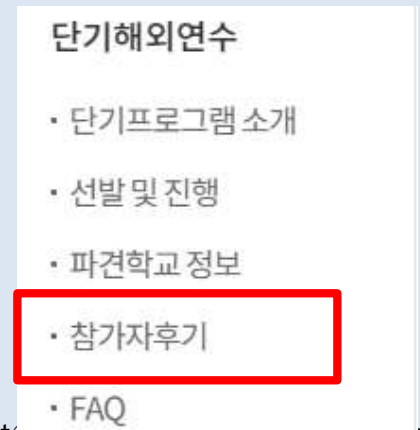 단기해외연수
· 단기프로그램 소개
· 선발 및 진행
· 파견학교 정보
· 참가자후기
· FAQ